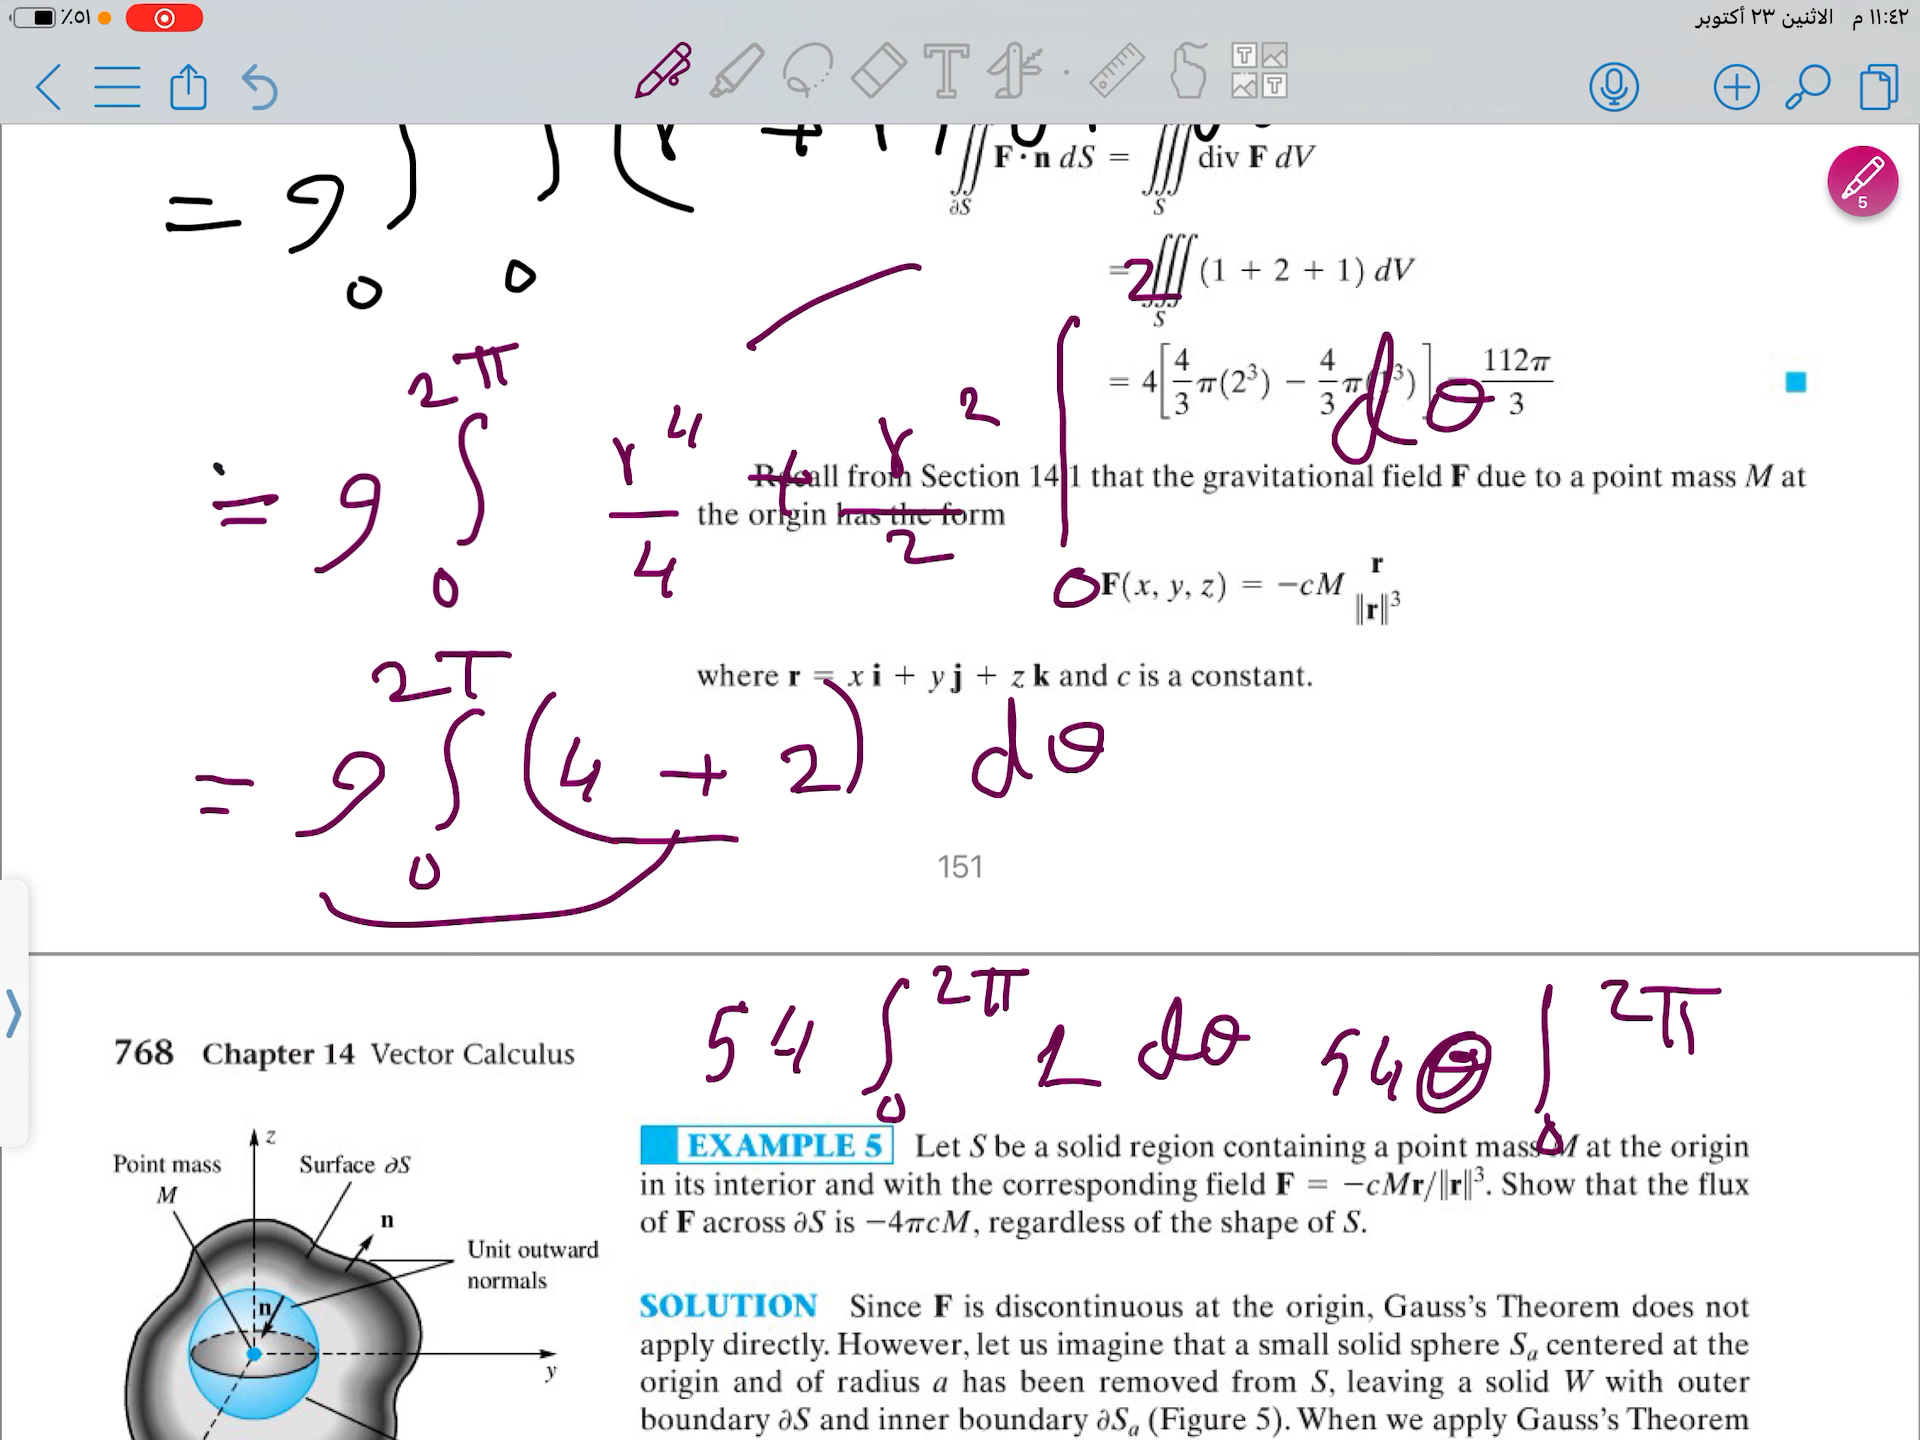 ٪٥١
١١:٤٢ م الاثنين ٢٣ أكتوبر
5
∬∂S F · n dS = ∭S div F dV
= 9 ∫0 ∫0
= ∭S (1 + 2 + 1) dV
= 4[4/3 π(2³) − 4/3 π(1³)] = 112π/3
= 9 ∫0^2π r^4/4 + r^2/2 |0^2 dθ
Recall from Section 14.1 that the gravitational field F due to a point mass M at
the origin has the form
F(x, y, z) = −cM r/‖r‖³
where r = x i + y j + z k and c is a constant.
= 9 ∫0^2π (4 + 2) dθ
151
54 ∫0^2π 1 dθ 54θ |0^2π
768 Chapter 14 Vector Calculus
Point mass
M
z
Surface ∂S
n
Unit outward
normals
n
y
EXAMPLE 5 Let S be a solid region containing a point mass M at the origin
in its interior and with the corresponding field F = −cMr/‖r‖³. Show that the flux
of F across ∂S is −4πcM, regardless of the shape of S.
SOLUTION Since F is discontinuous at the origin, Gauss's Theorem does not
apply directly. However, let us imagine that a small solid sphere Sₐ centered at the
origin and of radius a has been removed from S, leaving a solid W with outer
boundary ∂S and inner boundary ∂Sₐ (Figure 5). When we apply Gauss's Theorem